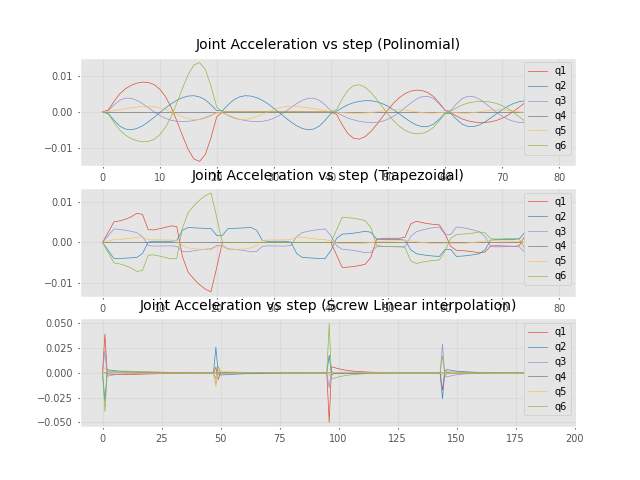 Joint Acceleration vs step (Polinomial)
0.01
0.00
−0.01
0 10 20 30 40 50 60 70 80
q1
q2
q3
q4
q5
q6
Joint Acceleration vs step (Trapezoidal)
0.01
0.00
−0.01
0 10 20 30 40 50 60 70 80
q1
q2
q3
q4
q5
q6
Joint Acceleration vs step (Screw Linear interpolation)
0.050
0.025
0.000
−0.025
−0.050
0 25 50 75 100 125 150 175 200
q1
q2
q3
q4
q5
q6